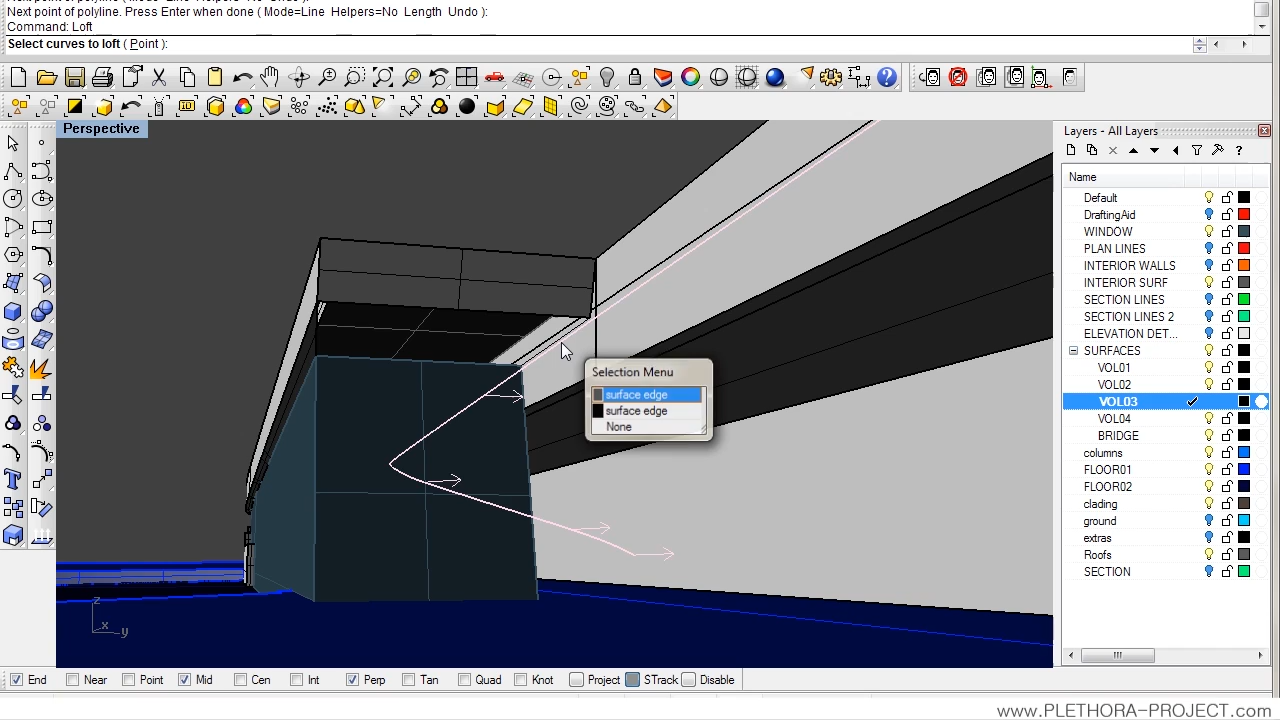 Next point of polyline. Press Enter when done ( Mode=Line Helpers=No Length Undo ):
Command: Loft
Select curves to loft ( Point ):
Perspective
Layers - All Layers
Name
Default
DraftingAid
WINDOW
PLAN LINES
INTERIOR WALLS
INTERIOR SURF
SECTION LINES
SECTION LINES 2
ELEVATION DET...
SURFACES
VOL01
VOL02
VOL03
VOL04
BRIDGE
columns
FLOOR01
FLOOR02
clading
ground
extras
Roofs
SECTION
Selection Menu
surface edge
surface edge
None
z
x
y
End Near Point Mid Cen Int Perp Tan Quad Knot Project STrack Disable
www.PLETHORA-PROJECT.com